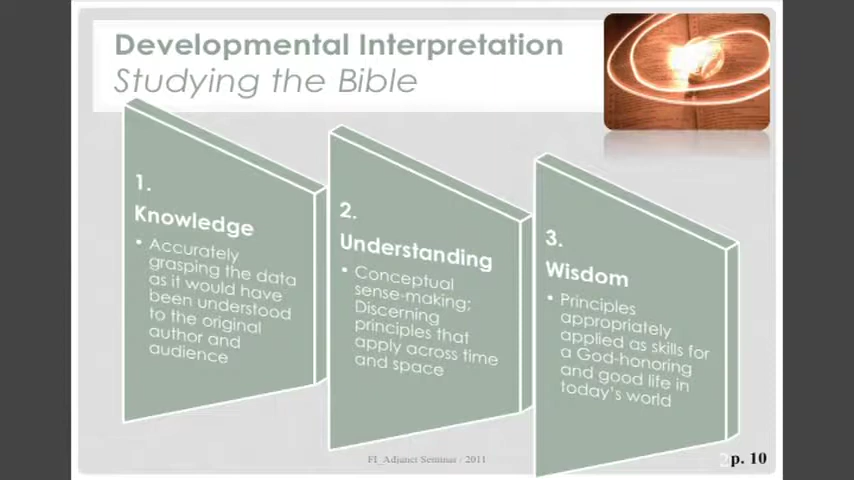 Developmental Interpretation
Studying the Bible
1.
Knowledge
• Accurately
grasping the data
as it would have
been understood
to the original
author and
audience
2.
Understanding
• Conceptual
sense-making;
Discerning
principles that
apply across time
and space
3.
Wisdom
• Principles
appropriately
applied as skills for
a God-honoring
and good life in
today's world
FI_Adjunct Seminar / 2011
p. 10